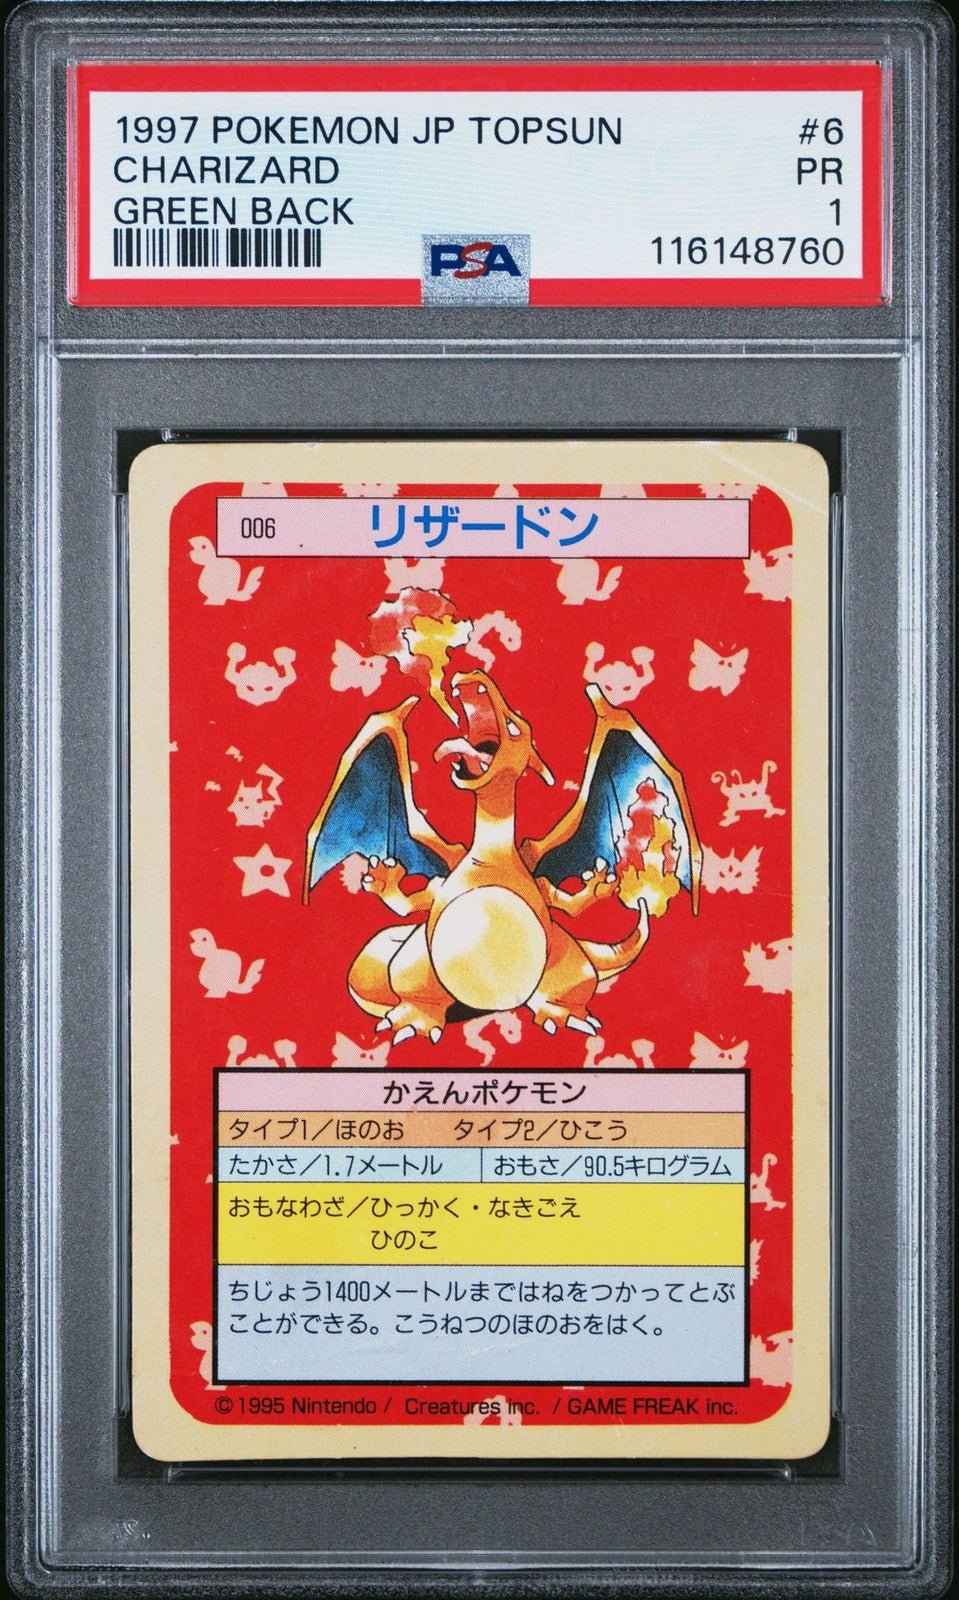 1997 POKEMON JP TOPSUN #6
CHARIZARD PR
GREEN BACK 1
PSA 116148760
006 リザードン
かえんポケモン
タイプ1/ほのお タイプ2/ひこう
たかさ/1.7メートル おもさ/90.5キログラム
おもなわざ/ひっかく・なきごえ
ひのこ
ちじょう1400メートルまではねをつかってとぶ
ことができる。こうねつのほのおをはく。
©1995 Nintendo / Creatures inc. / GAME FREAK inc.